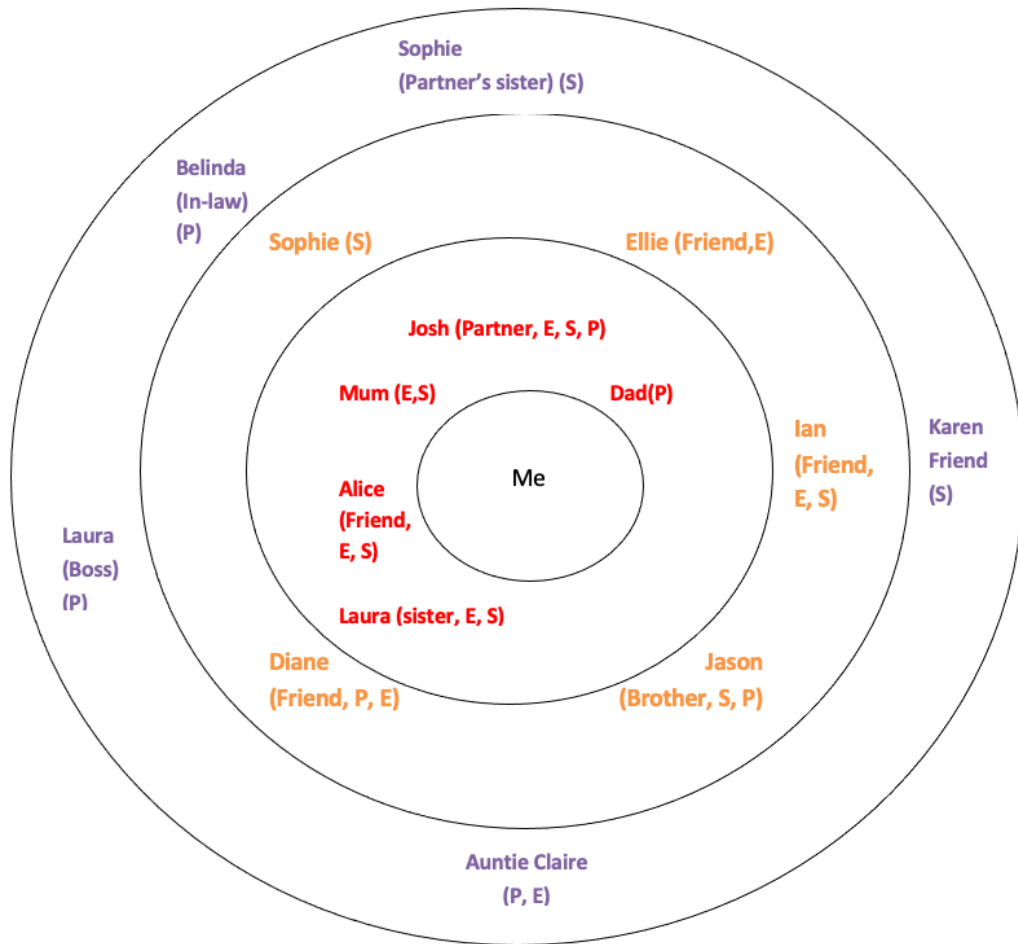 Sophie
(Partner’s sister) (S)
Belinda
(In-law)
(P)
Sophie (S)
Ellie (Friend,E)
Josh (Partner, E, S, P)
Mum (E,S)
Dad(P)
Ian
(Friend,
E, S)
Karen
Friend
(S)
Me
Alice
(Friend,
E, S)
Laura
(Boss)
(P)
Laura (sister, E, S)
Diane
(Friend, P, E)
Jason
(Brother, S, P)
Auntie Claire
(P, E)